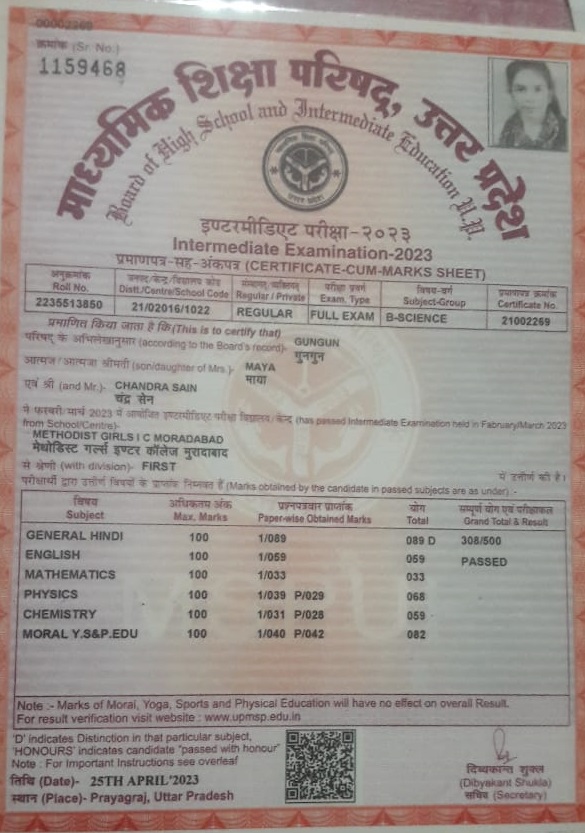 00002269
क्रमांक (Sr. No.)
1159468
माध्यमिक शिक्षा परिषद्, उत्तर प्रदेश
Board of High School and Intermediate Education U.P.
इण्टरमीडिएट परीक्षा-२०२३
Intermediate Examination-2023
प्रमाणपत्र-सह-अंकपत्र (CERTIFICATE-CUM-MARKS SHEET)
अनुक्रमांक जनपद/केन्द्र/विद्यालय कोड संस्थागत/व्यक्तिगत परीक्षा प्रवर्ग विषय-वर्ग प्रमाणपत्र क्रमांक
Roll No. Distt./Centre/School Code Regular / Private Exam. Type Subject-Group Certificate No.
2235513850 21/02016/1022 REGULAR FULL EXAM B-SCIENCE 21002269
प्रमाणित किया जाता है कि(This is to certify that)
परिषद के अभिलेखानुसार (according to the Board's record)- GUNGUN
गुनगुन
आत्मज/आत्मजा श्रीमती (son/daughter of Mrs.)- MAYA
माया
एवं श्री (and Mr.)- CHANDRA SAIN
चंद्र सेन
ने फरवरी/मार्च 2023 में आयोजित इण्टरमीडिएट परीक्षा विद्यालय/केन्द्र (has passed Intermediate Examination held in Fabruary/March 2023
from School/Centre)-
METHODIST GIRLS I C MORADABAD
मेथोडिस्ट गर्ल्स इण्टर कॉलेज मुरादाबाद
से श्रेणी (with division)- FIRST में उत्तीर्ण की है।
परीक्षार्थी द्वारा उत्तीर्ण विषयों के प्राप्तांक निम्नवत हैं (Marks obtained by the candidate in passed subjects are as under) :-
विषय अधिकतम अंक प्रश्नपत्रवार प्राप्तांक योग सम्पूर्ण योग एवं परीक्षाफल
Subject Max. Marks Paper-wise Obtained Marks Total Grand Total & Result
GENERAL HINDI 100 1/089 089 D 308/500
ENGLISH 100 1/059 059 PASSED
MATHEMATICS 100 1/033 033
PHYSICS 100 1/039 P/029 068
CHEMISTRY 100 1/031 P/028 059
MORAL Y.S&P.EDU 100 1/040 P/042 082
Note :- Marks of Moral, Yoga, Sports and Physical Education will have no effect on overall Result.
For result verification visit website : www.upmsp.edu.in
'D' indicates Distinction in that particular subject,
'HONOURS' indicates candidate "passed with honour"
Note : For Important Instructions see overleaf
तिथि (Date)- 25TH APRIL'2023
स्थान (Place)- Prayagraj, Uttar Pradesh
दिब्यकान्त शुक्ल
(Dibyakant Shukla)
सचिव (Secretary)